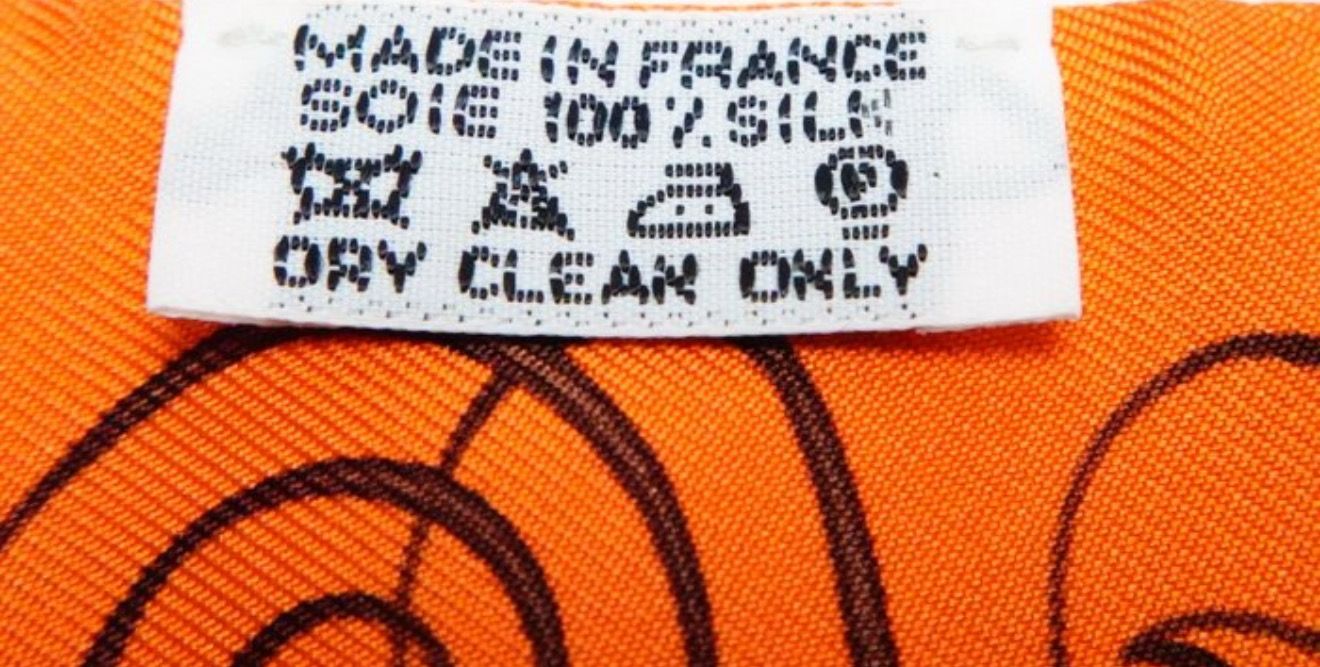 MADE IN FRANCE
SOIE 100% SILK
P
DRY CLEAN ONLY